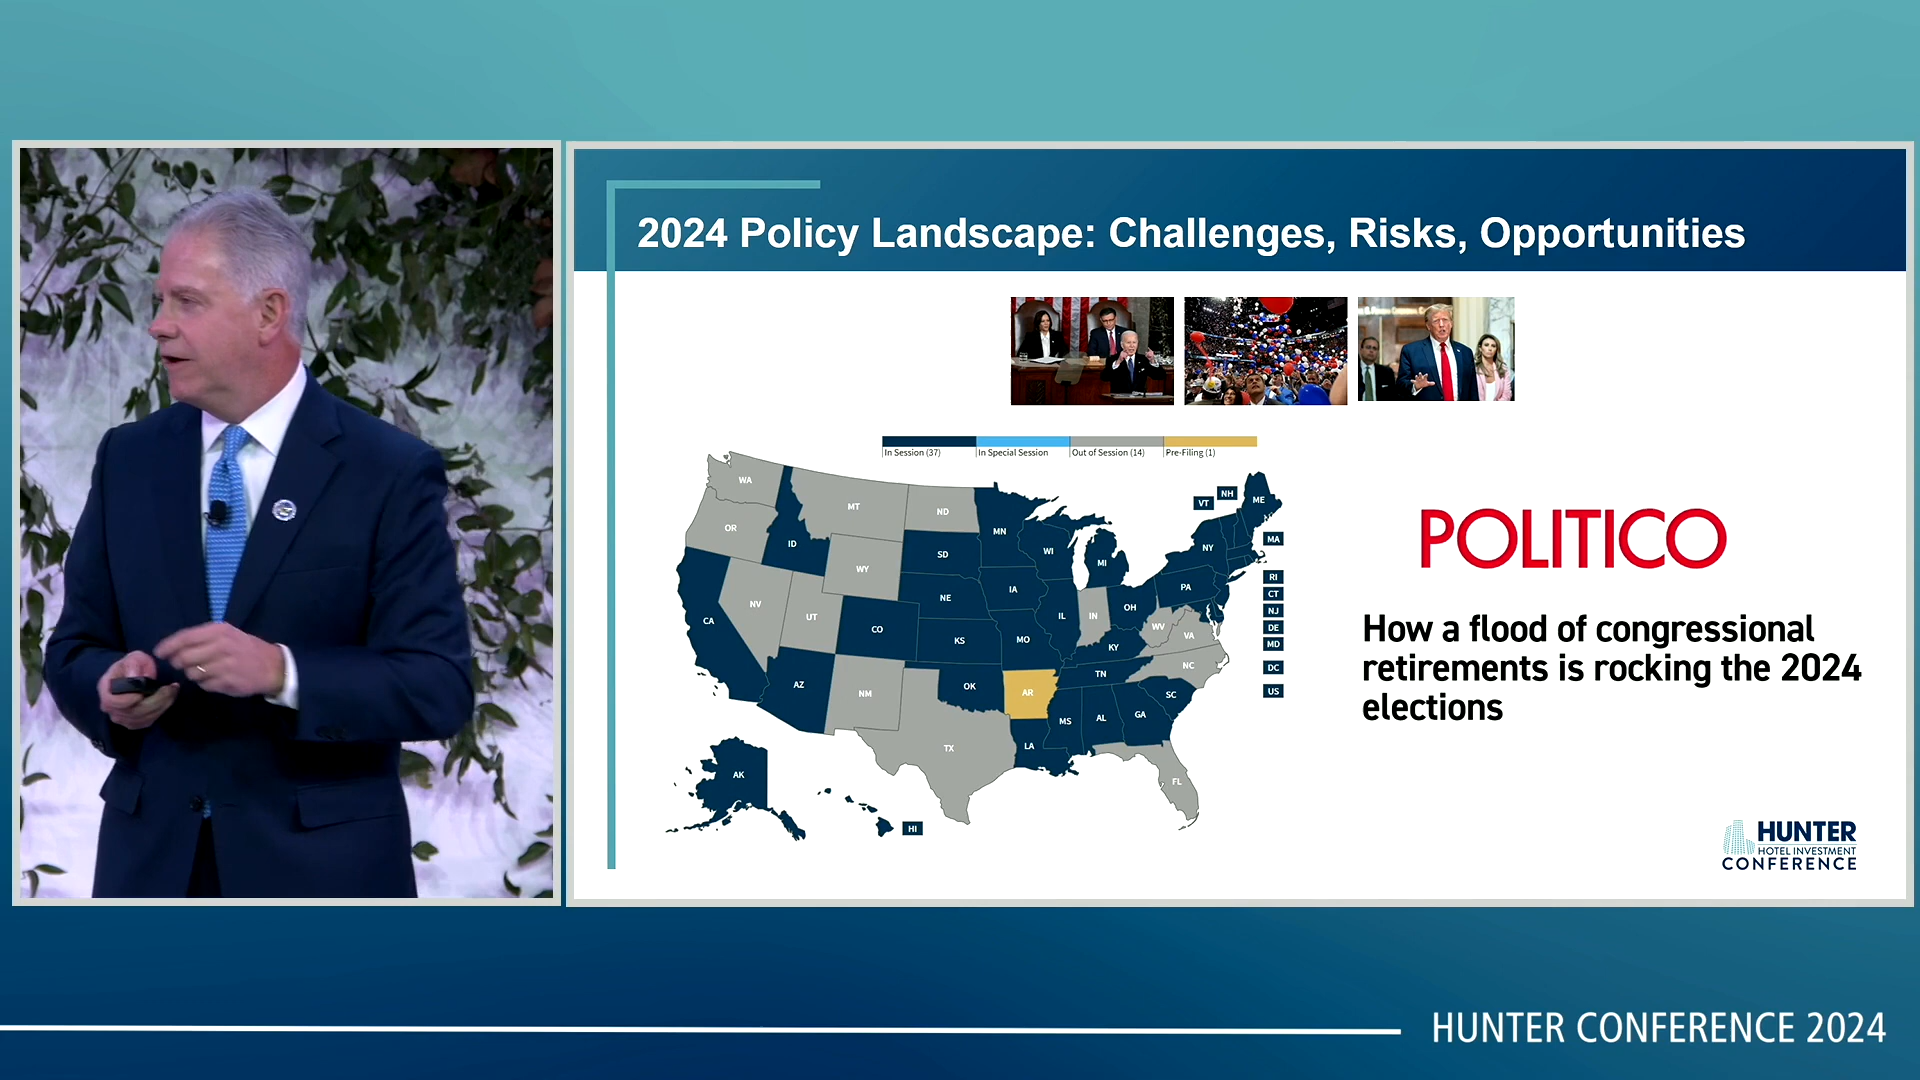 2024 Policy Landscape: Challenges, Risks, Opportunities
In Session (37)
In Special Session
Out of Session (14)
Pre-Filing (1)
WA
MT
ND
MN
OR
ID
SD
WI
MI
NY
VT
NH
ME
MA
WY
NE
IA
PA
RI
CT
NJ
DE
MD
DC
US
NV
UT
CO
KS
MO
IL
IN
OH
WV
VA
CA
KY
NC
AZ
NM
OK
AR
TN
SC
MS
AL
GA
TX
LA
FL
AK
HI
POLITICO
How a flood of congressional
retirements is rocking the 2024
elections
HUNTER
HOTEL INVESTMENT
CONFERENCE
HUNTER CONFERENCE 2024